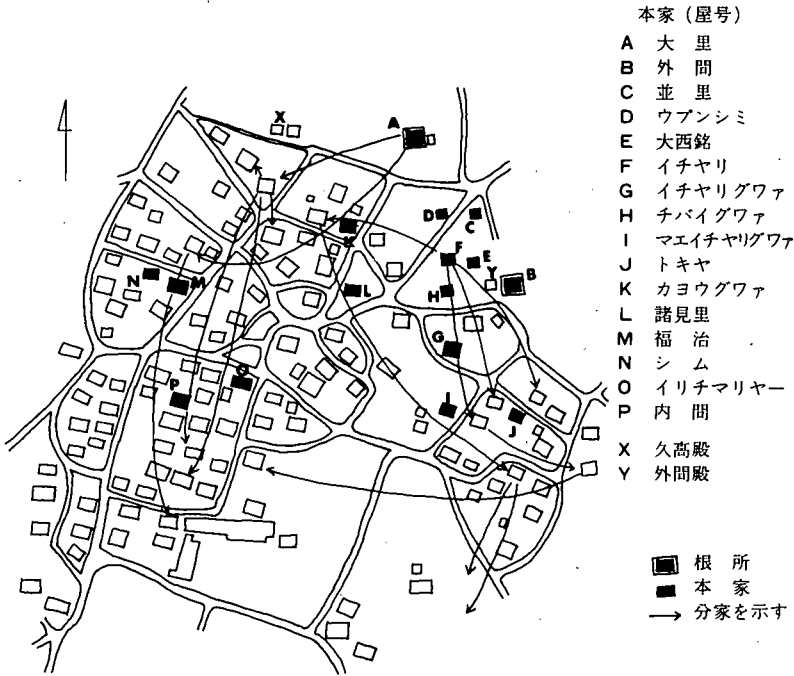 本家（屋号）
A 大里
B 外間
C 並里
D ウプンシミ
E 大西銘
F イチヤリ
G イチヤリグワァ
H チバイグワァ
I マエイチャリグワァ
J トキヤ
K カヨウグワァ
L 諸見里
M 福治
N シム
O イリチマリヤー
P 内間
X 久高殿
Y 外間殿
根所
本家
分家を示す
X
A
D
C
K
F
E
Y
B
N
M
L
H
G
P
O
I
J